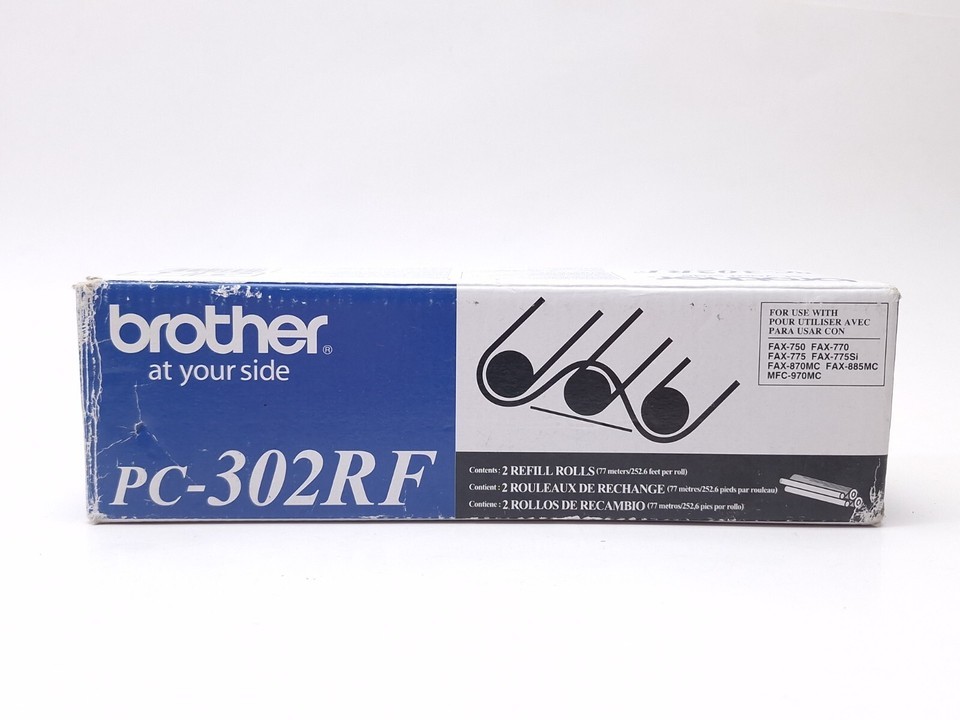 brother®
at your side
PC-302RF
FOR USE WITH
POUR UTILISER AVEC
PARA USAR CON
FAX-750 FAX-770
FAX-775 FAX-775Si
FAX-870MC FAX-885MC
MFC-970MC
Contents: 2 REFILL ROLLS (77 meters/252.6 feet per roll)
Contient: 2 ROULEAUX DE RECHANGE (77 mètres/252.6 pieds par rouleau)
Contiene: 2 ROLLOS DE RECAMBIO (77 metros/252,6 pies por rollo)